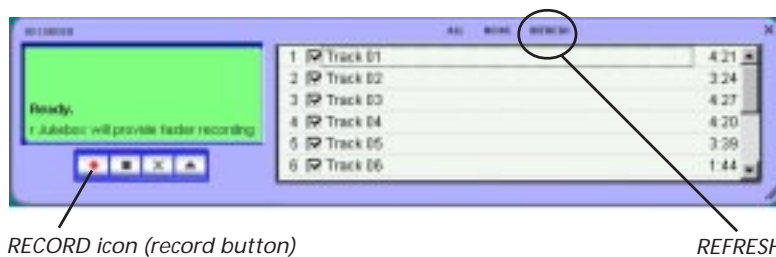 RECORDER ALL NONE REFRESH X
1 Track 01 4:21
2 Track 02 3:24
3 Track 03 4:27
4 Track 04 4:20
5 Track 05 3:39
6 Track 06 1:44
Ready.
r Jukebox will provide faster recording
RECORD icon (record button)
REFRESH